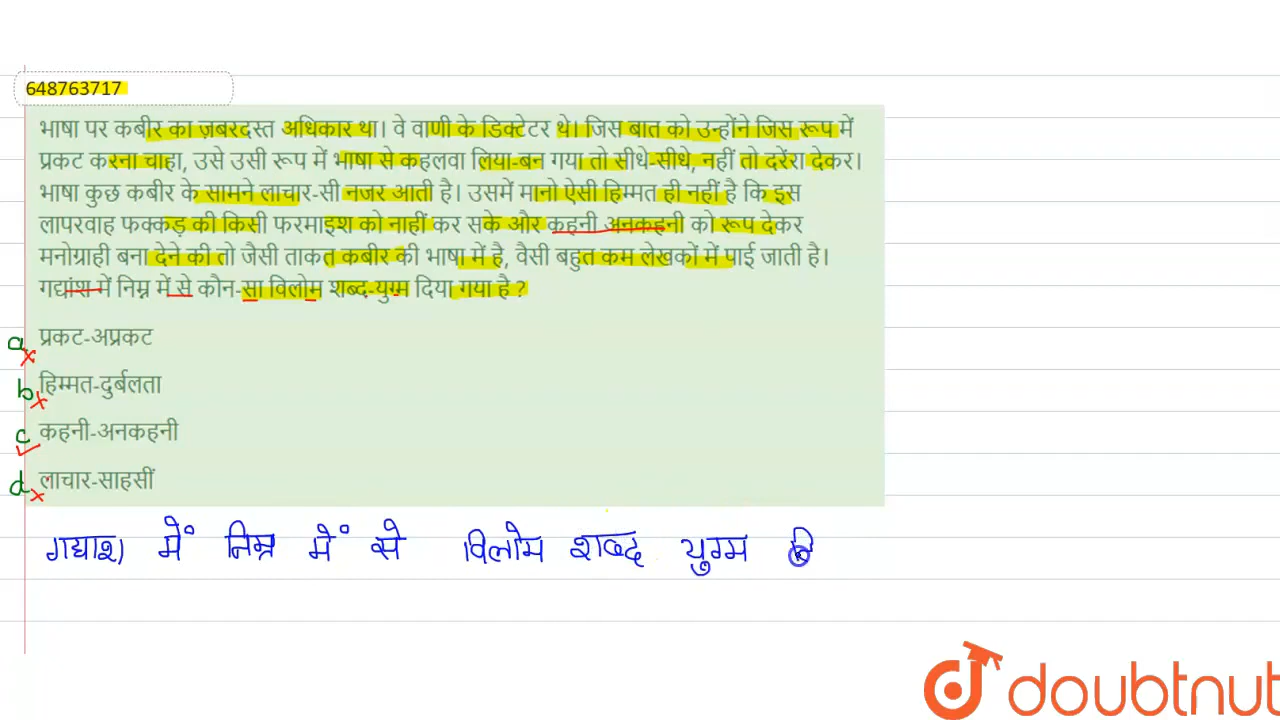 648763717
भाषा पर कबीर का ज़बरदस्त अधिकार था। वे वाणी के डिक्टेटर थे। जिस बात को उन्होंने जिस रूप में
प्रकट करना चाहा, उसे उसी रूप में भाषा से कहलवा लिया-बन गया तो सीधे-सीधे, नहीं तो दरेंरा देकर।
भाषा कुछ कबीर के सामने लाचार-सी नजर आती है। उसमें मानो ऐसी हिम्मत ही नहीं है कि इस
लापरवाह फक्कड़ की किसी फरमाइश को नाहीं कर सके और कहनी अनकहनी को रूप देकर
मनोग्राही बना देने की तो जैसी ताकत कबीर की भाषा में है, वैसी बहुत कम लेखकों में पाई जाती है।
गद्यांश में निम्न में से कौन-सा विलोम शब्द-युग्म दिया गया है ?
a प्रकट-अप्रकट
b हिम्मत-दुर्बलता
c कहनी-अनकहनी
d लाचार-साहसीं
गद्याश में निम्न में से विलोम शब्द युग्म
doubtnut